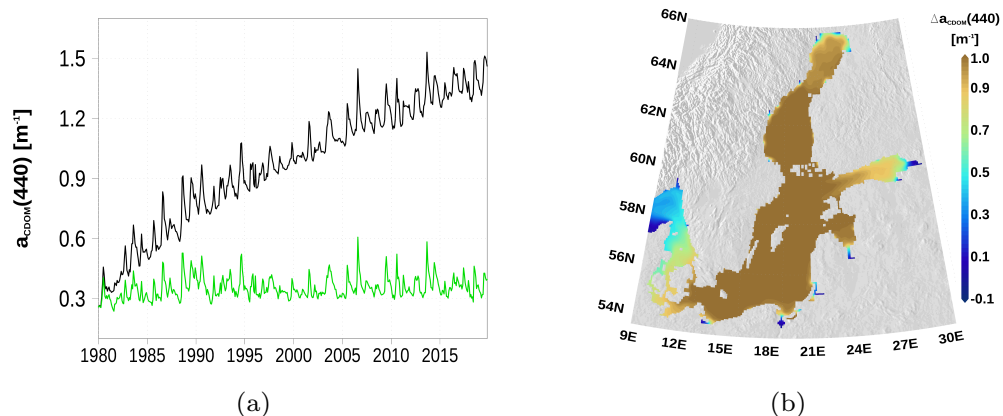 1.5
1.2
0.9
0.6
0.3
aCDOM(440) [m-1]
1980 1985 1990 1995 2000 2005 2010 2015
(a)
66N
64N
62N
60N
58N
56N
54N
9E 12E 15E 18E 21E 24E 27E 30E
ΔaCDOM(440)
[m-1]
1.0
0.9
0.7
0.5
0.3
0.1
-0.1
(b)